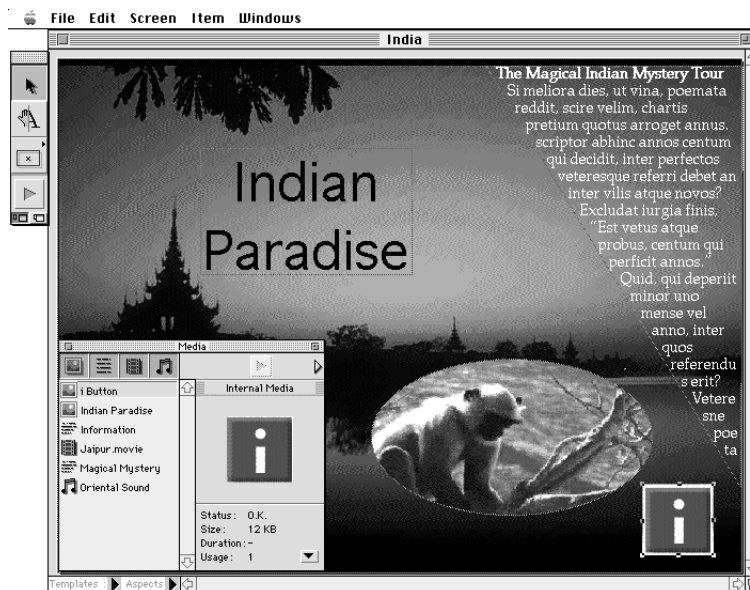 File Edit Screen Item Windows
India
The Magical Indian Mystery Tour
Si meliora dies, ut vina, poemata
reddit, scire velim, chartis
pretium quotus arroget annus.
scriptor abhinc annos centum
qui decidit, inter perfectos
veteresque referri debet an
inter vilis atque novos?
Excludat iurgia finis,
"Est vetus atque
probus, centum qui
perficit annos."
Quid, qui deperiit
minor uno
mense vel
anno, inter
quos
referendu
s erit?
Vetere
sne
poe
ta
Indian
Paradise
Media
i Button
Indian Paradise
Information
Jaipur.movie
Magical Mystery
Oriental Sound
Internal Media
i
Status: O.K.
Size: 12 KB
Duration: -
Usage: 1
i
Templates : Aspects